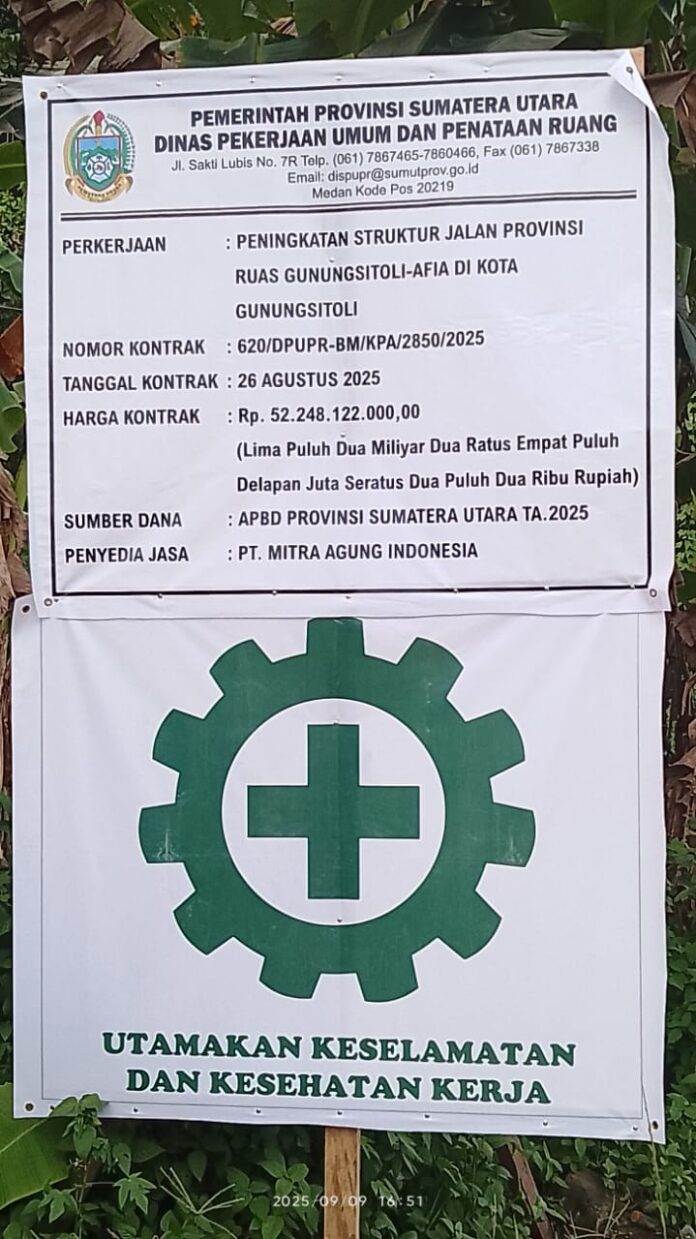 PEMERINTAH PROVINSI SUMATERA UTARA
DINAS PEKERJAAN UMUM DAN PENATAAN RUANG
Jl. Sakti Lubis No. 7R Telp. (061) 7867465-7860466, Fax (061) 7867338
Email: dispupr@sumutprov.go.id
Medan Kode Pos 20219
PERKERJAAN : PENINGKATAN STRUKTUR JALAN PROVINSI
RUAS GUNUNGSITOLI-AFIA DI KOTA
GUNUNGSITOLI
NOMOR KONTRAK : 620/DPUPR-BM/KPA/2850/2025
TANGGAL KONTRAK : 26 AGUSTUS 2025
HARGA KONTRAK : Rp. 52.248.122.000,00
(Lima Puluh Dua Miliyar Dua Ratus Empat Puluh
Delapan Juta Seratus Dua Puluh Dua Ribu Rupiah)
SUMBER DANA : APBD PROVINSI SUMATERA UTARA TA.2025
PENYEDIA JASA : PT. MITRA AGUNG INDONESIA
UTAMAKAN KESELAMATAN
DAN KESEHATAN KERJA
2025/09/09 16:51